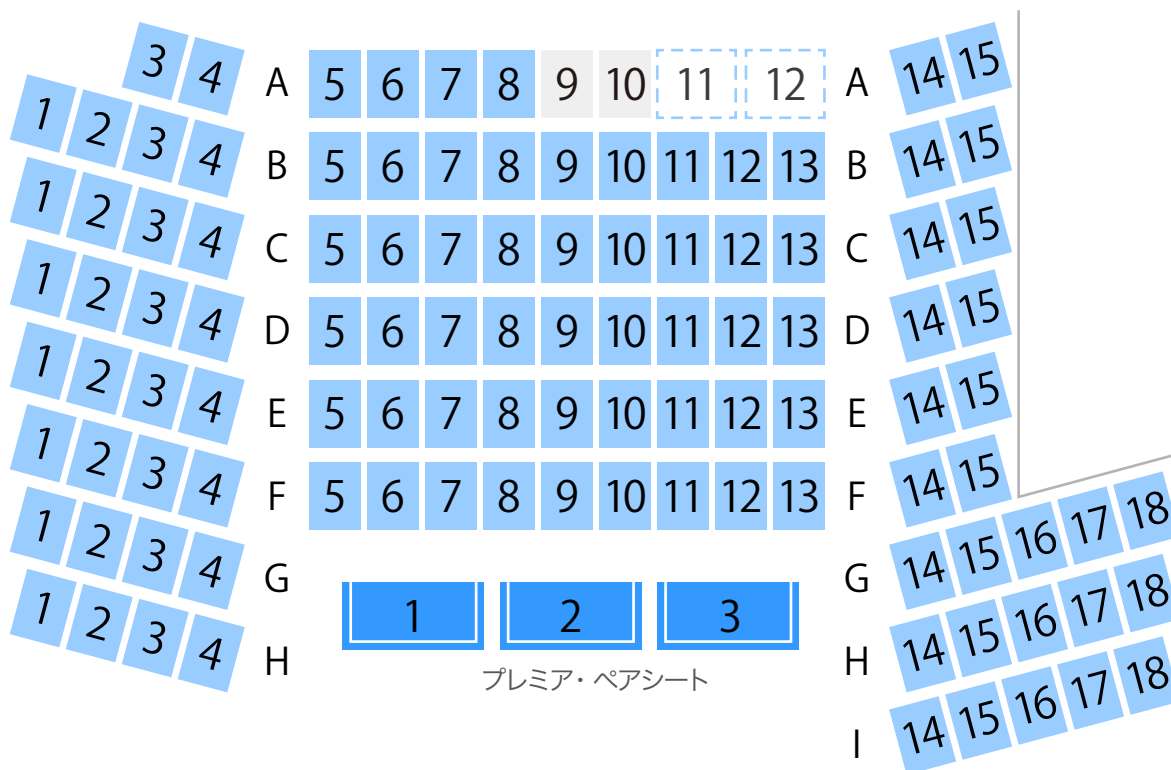 3 4 A 5 6 7 8 9 10 11 12 A 14 15
1 2 3 4 B 5 6 7 8 9 10 11 12 13 B 14 15
1 2 3 4 C 5 6 7 8 9 10 11 12 13 C 14 15
1 2 3 4 D 5 6 7 8 9 10 11 12 13 D 14 15
1 2 3 4 E 5 6 7 8 9 10 11 12 13 E 14 15
1 2 3 4 F 5 6 7 8 9 10 11 12 13 F 14 15
1 2 3 4 G G 14 15 16 17 18
1 2 3 4 H 1 2 3 H 14 15 16 17 18
プレミア・ペアシート
I 14 15 16 17 18